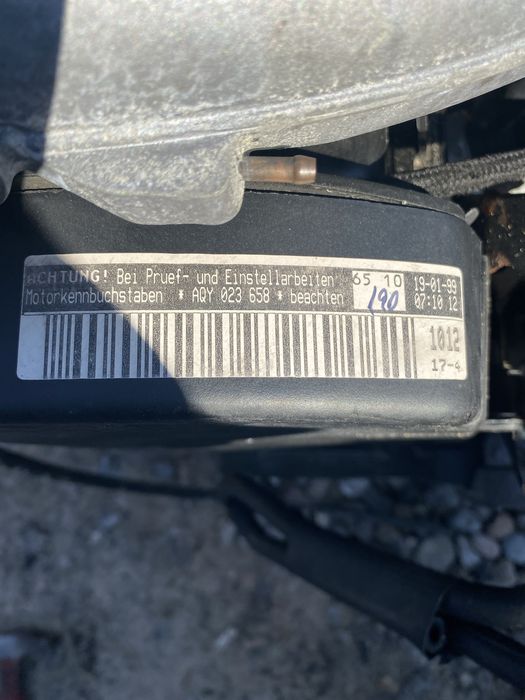 ACHTUNG! Bei Pruef- und Einstellarbeiten 65 10 19-01-99
Motorkennbuchstaben * AQY 023 658 * beachten 190 07:10 12
1012
17-4